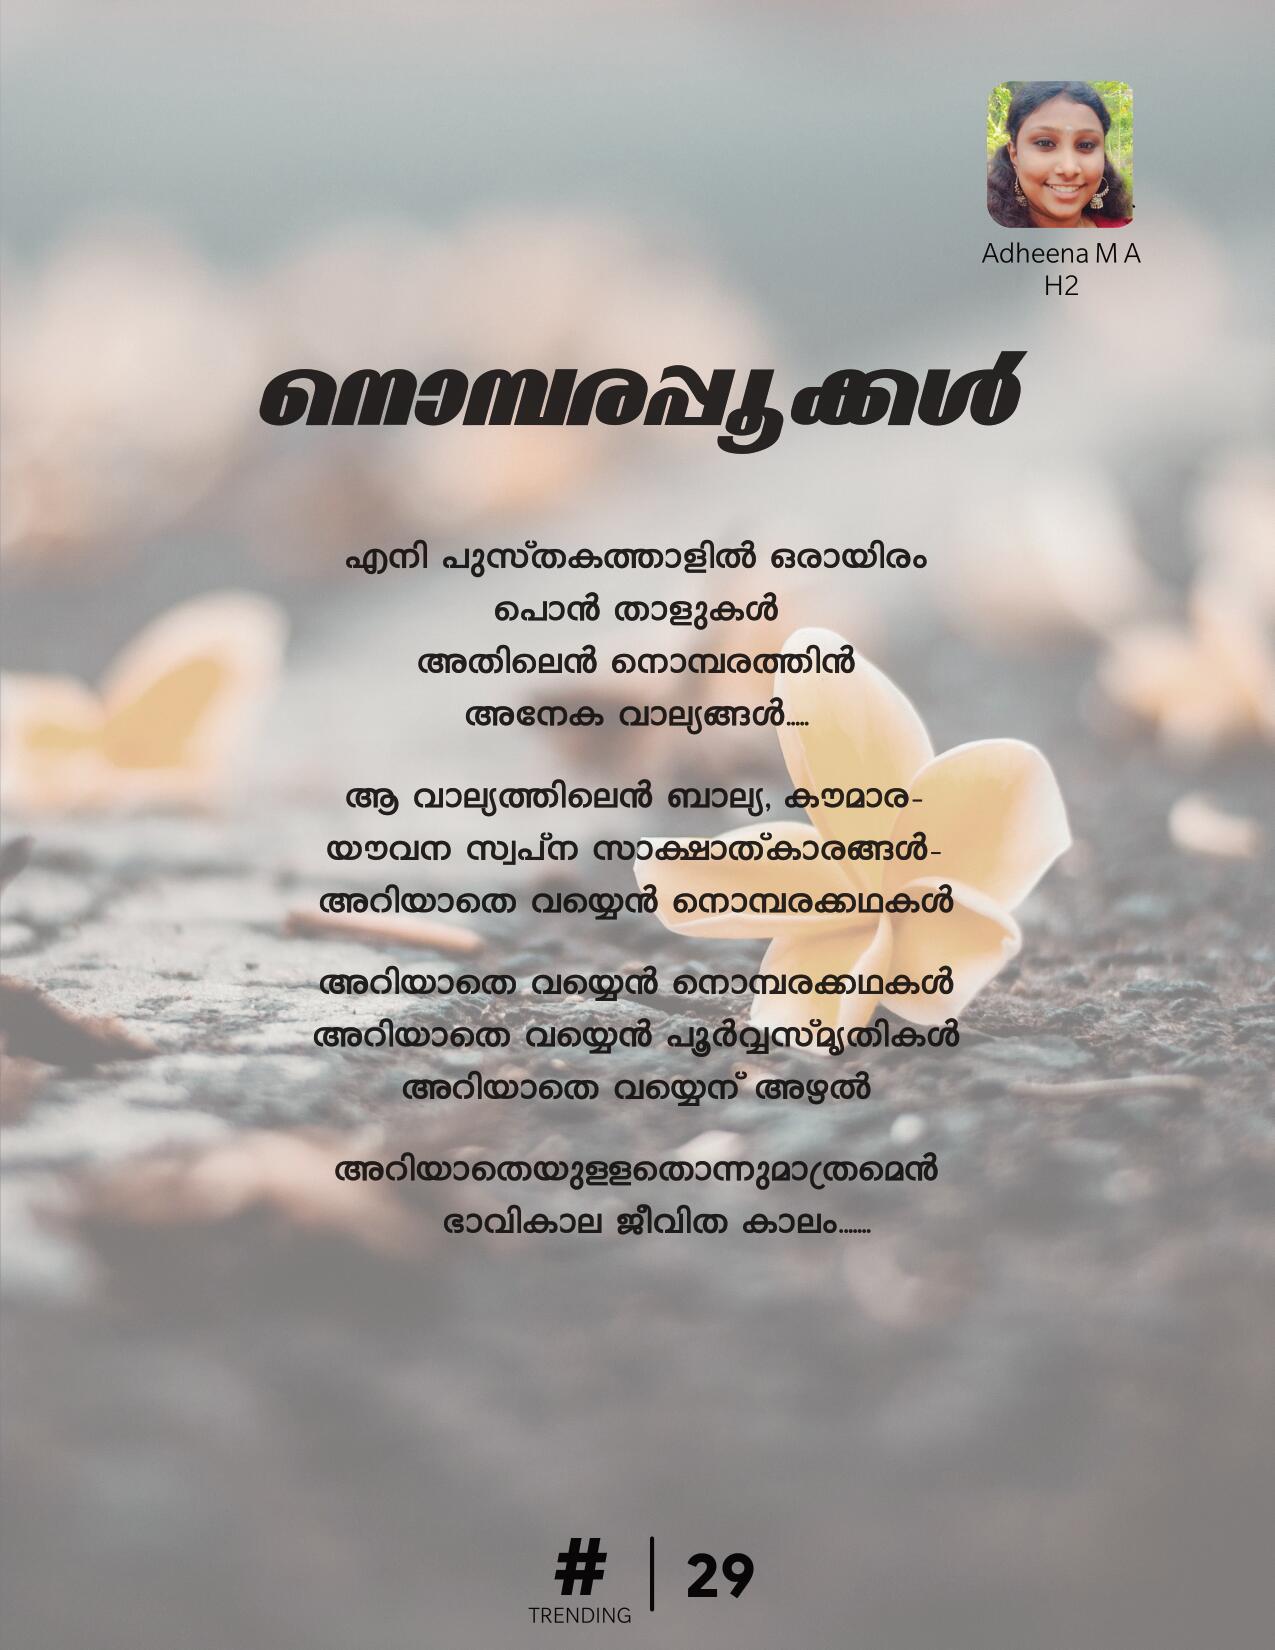 Adheena M A
H2
നൊമ്പരപ്പൂക്കൾ
എനി പുസ്തകത്താളിൽ ഒരായിരം
പൊൻ താളുകൾ
അതിലെൻ നൊമ്പരത്തിൻ
അനേക വാല്യങ്ങൾ.....
ആ വാല്യത്തിലെൻ ബാല്യ, കൗമാര-
യൗവന സ്വപ്ന സാക്ഷാത്കാരങ്ങൾ-
അറിയാതെ വയ്യെൻ നൊമ്പരക്കഥകൾ
അറിയാതെ വയ്യെൻ നൊമ്പരക്കഥകൾ
അറിയാതെ വയ്യെൻ പൂർവ്വസ്മൃതികൾ
അറിയാതെ വയ്യെന് അഴൽ
അറിയാതെയുളളതൊന്നുമാത്രമെൻ
ഭാവികാല ജീവിത കാലം.......
# | 29
TRENDING